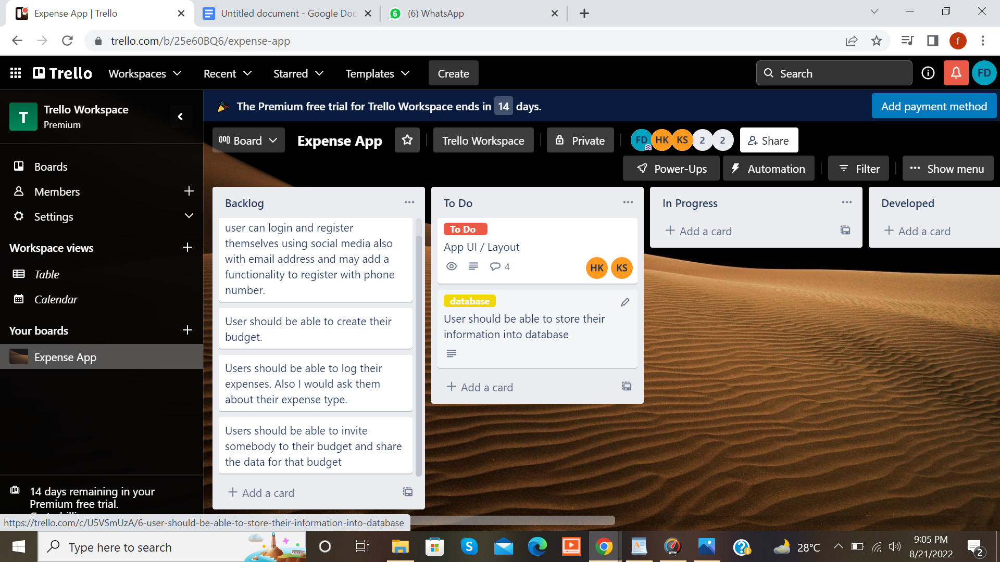 Expense App | Trello
Untitled document - Google Doc
6
(6) WhatsApp
trello.com/b/25e60BQ6/expense-app
f
Trello
Workspaces
Recent
Starred
Templates
Create
Search
FD
T
Trello Workspace
Premium
The Premium free trial for Trello Workspace ends in 14 days.
Add payment method
Board
Expense App
Trello Workspace
Private
FD
HK
KS
2
2
Share
Power-Ups
Automation
Filter
Show menu
Boards
Members
Settings
Workspace views
Table
Calendar
Your boards
Expense App
14 days remaining in your
Premium free trial.
Backlog
user can login and register
themselves using social media also
with email address and may add a
functionality to register with phone
number.
User should be able to create their
budget.
Users should be able to log their
expenses. Also I would ask them
about their expense type.
Users should be able to invite
somebody to their budget and share
the data for that budget
Add a card
To Do
To Do
App UI / Layout
4
HK
KS
database
User should be able to store their
information into database
Add a card
In Progress
Add a card
Developed
Add a card
https://trello.com/c/U5VSmUzA/6-user-should-be-able-to-store-their-information-into-database
Type here to search
S
WPM
28°C
9:05 PM
8/21/2022
2